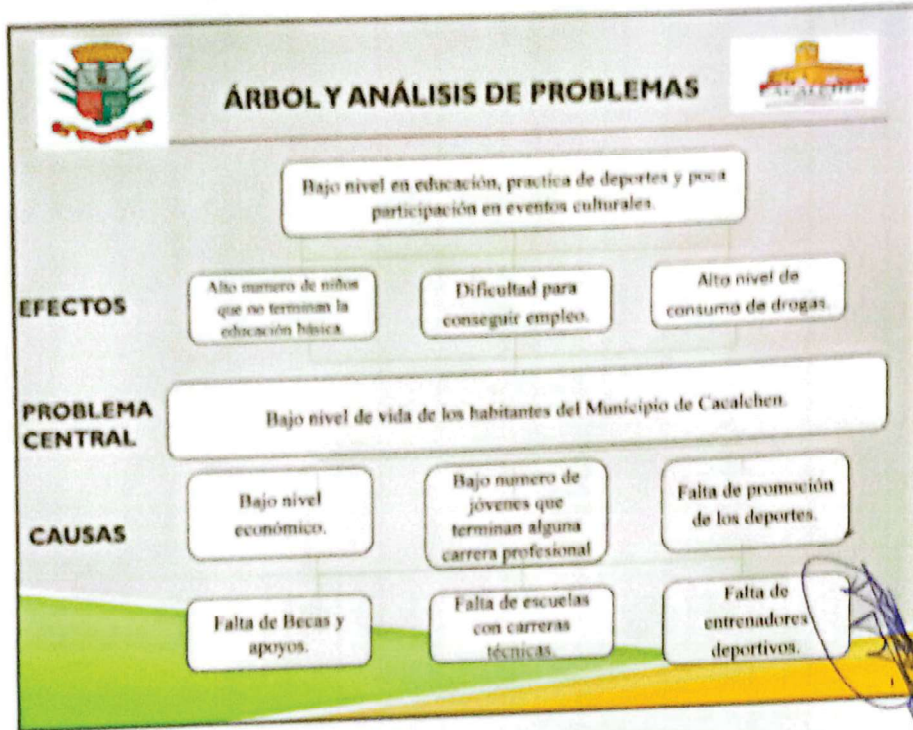 ÁRBOL Y ANÁLISIS DE PROBLEMAS
CACALCHEN
Bajo nivel en educación, practica de deportes y poca
participación en eventos culturales.
EFECTOS
Alto numero de niños
que no terminan la
educación básica
Dificultad para
conseguir empleo.
Alto nivel de
consumo de drogas.
PROBLEMA
CENTRAL
Bajo nivel de vida de los habitantes del Municipio de Cacalchen.
CAUSAS
Bajo nivel
económico.
Bajo numero de
jóvenes que
terminan alguna
carrera profesional
Falta de promoción
de los deportes.
Falta de Becas y
apoyos.
Falta de escuelas
con carreras
técnicas.
Falta de
entrenadores
deportivos.